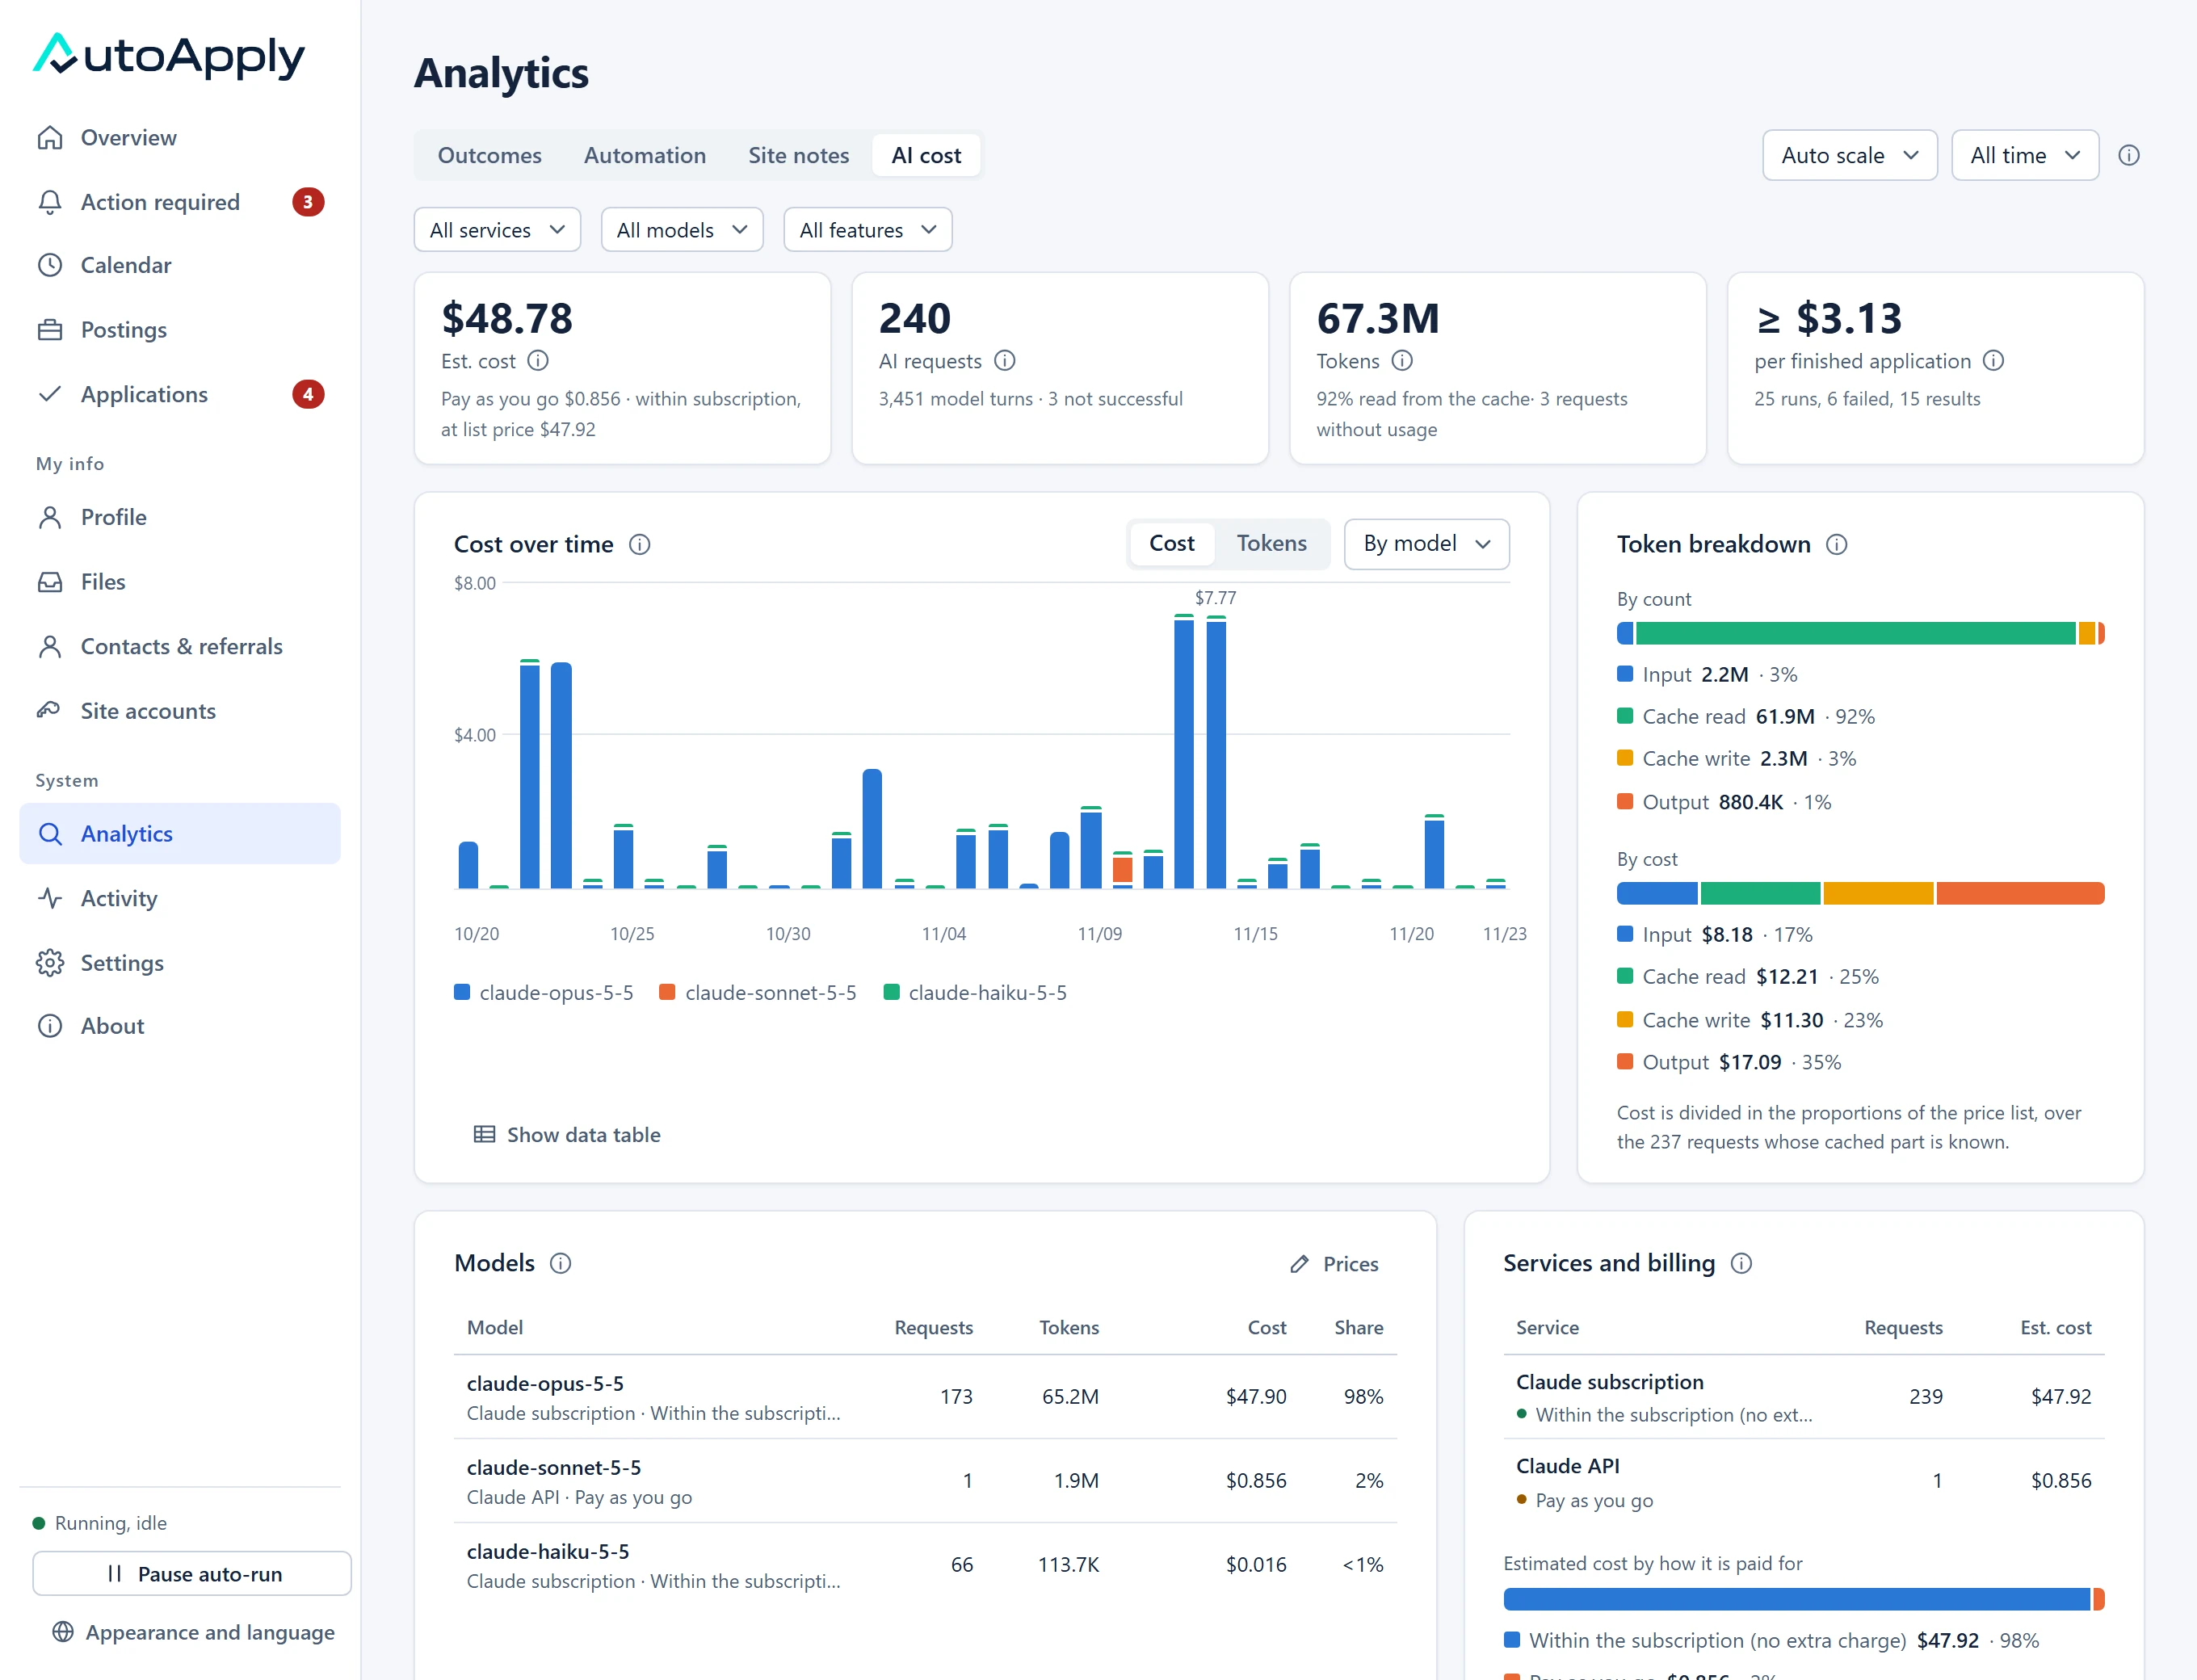 AutoApply
Overview
Action required 3
Calendar
Postings
Applications 4
My info
Profile
Files
Contacts & referrals
Site accounts
System
Analytics
Activity
Settings
About
Running, idle
Pause auto-run
Appearance and language
Analytics
Outcomes Automation Site notes AI cost
Auto scale All time
All services All models All features
$48.78
Est. cost
Pay as you go $0.856 · within subscription,
at list price $47.92
240
AI requests
3,451 model turns · 3 not successful
67.3M
Tokens
92% read from the cache· 3 requests
without usage
≥ $3.13
per finished application
25 runs, 6 failed, 15 results
Cost over time
Cost Tokens By model
$8.00
$7.77
$4.00
10/20 10/25 10/30 11/04 11/09 11/15 11/20 11/23
claude-opus-5-5 claude-sonnet-5-5 claude-haiku-5-5
Show data table
Token breakdown
By count
Input 2.2M · 3%
Cache read 61.9M · 92%
Cache write 2.3M · 3%
Output 880.4K · 1%
By cost
Input $8.18 · 17%
Cache read $12.21 · 25%
Cache write $11.30 · 23%
Output $17.09 · 35%
Cost is divided in the proportions of the price list, over
the 237 requests whose cached part is known.
Models
Prices
Model Requests Tokens Cost Share
claude-opus-5-5
Claude subscription · Within the subscripti...
173 65.2M $47.90 98%
claude-sonnet-5-5
Claude API · Pay as you go
1 1.9M $0.856 2%
claude-haiku-5-5
Claude subscription · Within the subscripti...
66 113.7K $0.016 <1%
Services and billing
Service Requests Est. cost
Claude subscription
Within the subscription (no ext...
239 $47.92
Claude API
Pay as you go
1 $0.856
Estimated cost by how it is paid for
Within the subscription (no extra charge) $47.92 · 98%
Pay as you go $0.856 · 2%